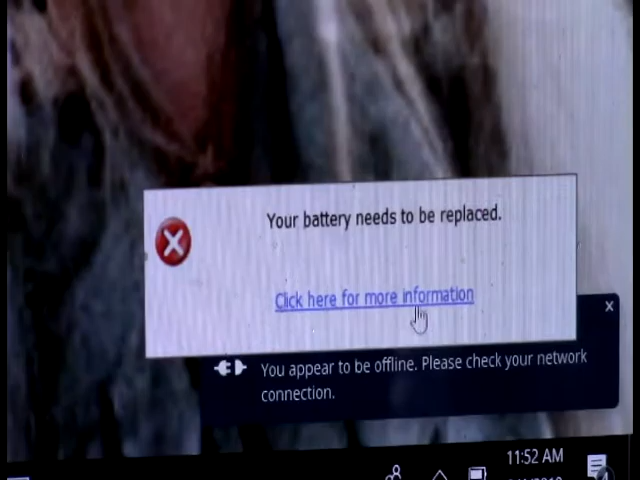 Your battery needs to be replaced.
Click here for more information
You appear to be offline. Please check your network
connection.
11:52 AM